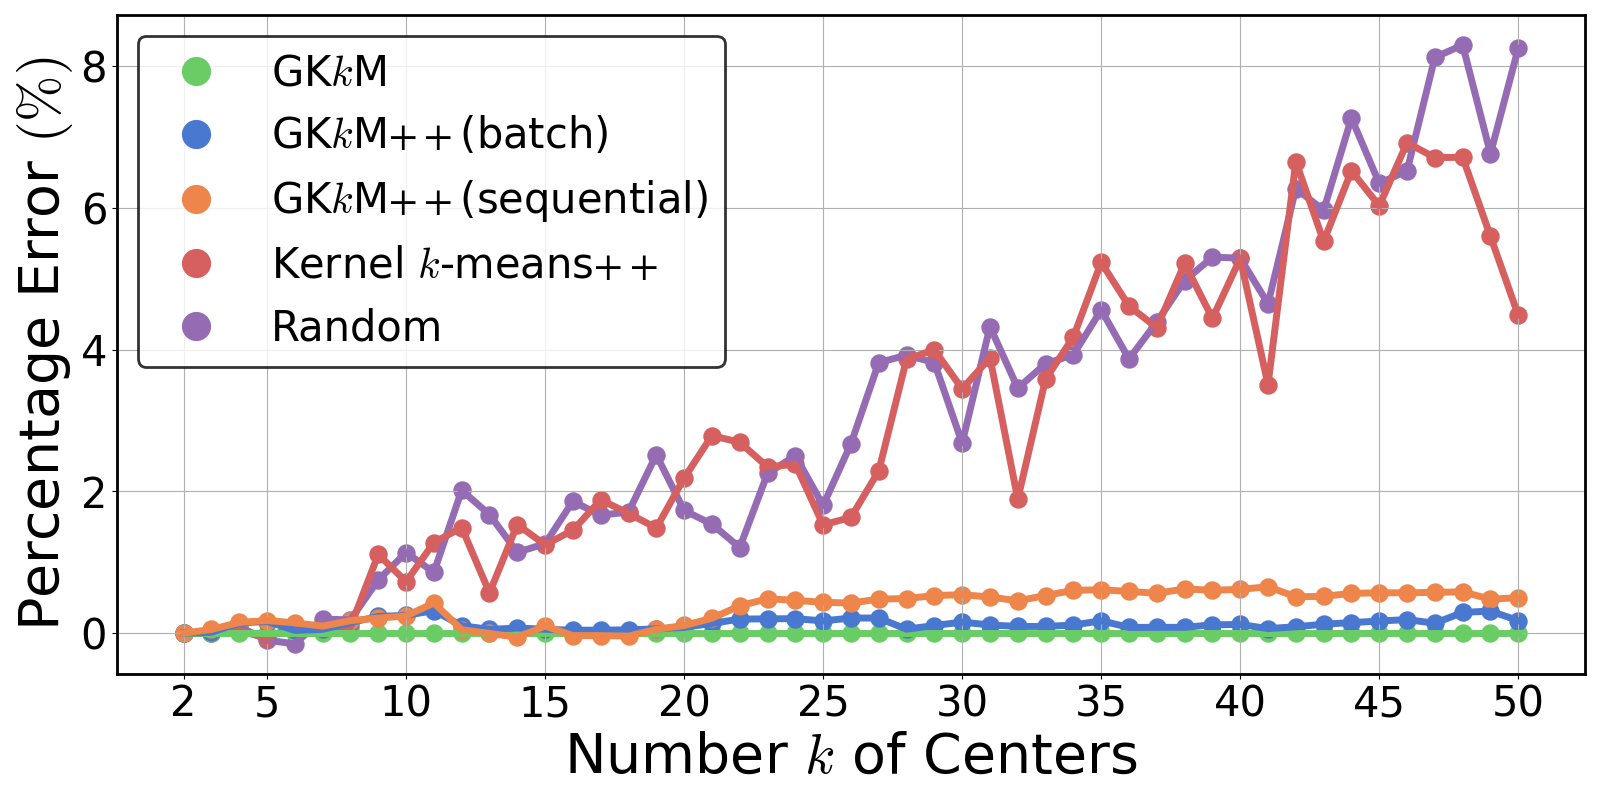 Percentage Error (%)
8
6
4
2
0
GKkM
GKkM++(batch)
GKkM++(sequential)
Kernel k-means++
Random
2 5 10 15 20 25 30 35 40 45 50
Number k of Centers